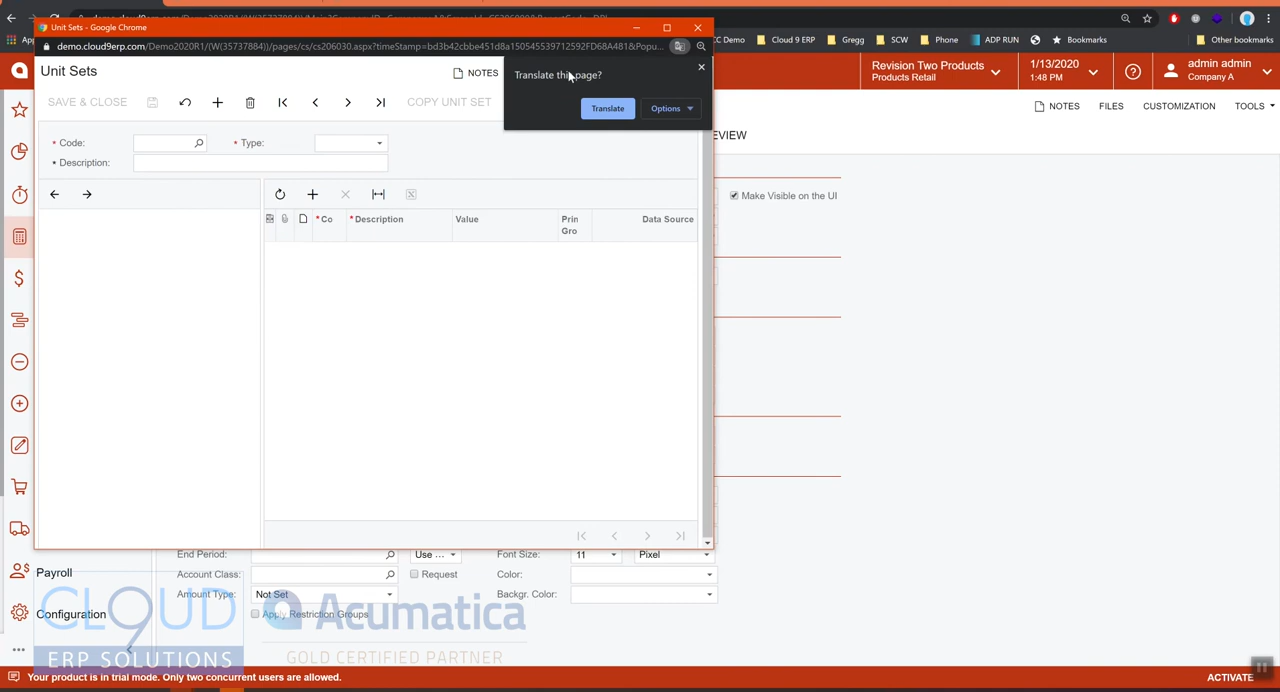 Unit Sets - Google Chrome
demo.cloud9erp.com/Demo2020R1/(W(35737884))/pages/cs/cs206030.aspx?timeStamp=bd3b42cbbe451d8a150545539712592FD68A481&Popu...
C Demo Cloud 9 ERP Gregg SCW Phone ADP RUN Bookmarks Other bookmarks
Unit Sets
NOTES
Translate this page?
Translate Options
Revision Two Products
Products Retail
1/13/2020
1:48 PM
admin admin
Company A
SAVE & CLOSE
COPY UNIT SET
NOTES FILES CUSTOMIZATION TOOLS
EVIEW
* Code:
* Type:
• Description:
Make Visible on the UI
* Co
* Description
Value
Prin
Gro
Data Source
End Period:
Use ...
Font Size:
11
Pixel
Payroll
Account Class:
Request
Color:
Amount Type:
Not Set
Backgr. Color:
Configuration
Apply Restriction Groups
CLOUD
ERP SOLUTIONS
Acumatica
GOLD CERTIFIED PARTNER
Your product is in trial mode. Only two concurrent users are allowed.
ACTIVATE